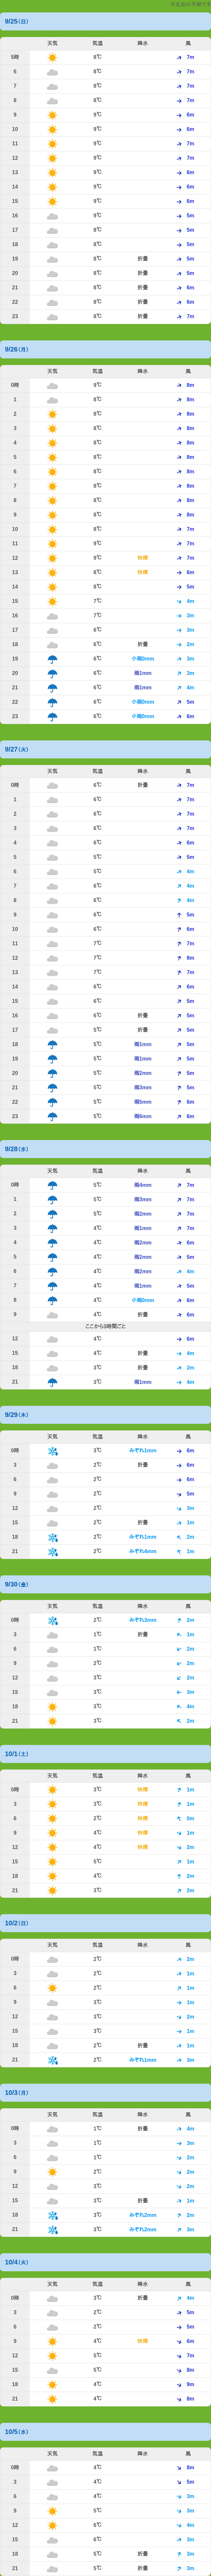 大名岳の予報です
9/25(日)
天気 気温 降水 風
5時 8℃ 7m
6 8℃ 7m
7 8℃ 7m
8 8℃ 7m
9 9℃ 6m
10 9℃ 6m
11 9℃ 7m
12 9℃ 7m
13 9℃ 6m
14 9℃ 6m
15 9℃ 6m
16 9℃ 5m
17 8℃ 5m
18 8℃ 5m
19 8℃ 折畳 5m
20 8℃ 折畳 5m
21 8℃ 折畳 6m
22 8℃ 折畳 6m
23 8℃ 折畳 7m
9/26(月)
天気 気温 降水 風
0時 9℃ 8m
1 8℃ 8m
2 8℃ 8m
3 8℃ 8m
4 8℃ 8m
5 8℃ 8m
6 8℃ 8m
7 8℃ 8m
8 8℃ 8m
9 8℃ 8m
10 8℃ 7m
11 9℃ 7m
12 9℃ 快傑 7m
13 8℃ 快傑 6m
14 8℃ 5m
15 7℃ 4m
16 7℃ 3m
17 6℃ 3m
18 6℃ 折畳 2m
19 6℃ 小雨0mm 3m
20 6℃ 雨1mm 3m
21 6℃ 雨1mm 4m
22 6℃ 小雨0mm 5m
23 6℃ 小雨0mm 6m
9/27(火)
天気 気温 降水 風
0時 6℃ 折畳 7m
1 6℃ 7m
2 6℃ 7m
3 6℃ 7m
4 6℃ 6m
5 5℃ 5m
6 5℃ 4m
7 6℃ 4m
8 6℃ 4m
9 6℃ 5m
10 6℃ 6m
11 7℃ 7m
12 7℃ 8m
13 7℃ 7m
14 6℃ 6m
15 6℃ 5m
16 6℃ 折畳 5m
17 5℃ 折畳 5m
18 5℃ 雨1mm 5m
19 5℃ 雨1mm 5m
20 5℃ 雨2mm 5m
21 5℃ 雨3mm 5m
22 5℃ 雨5mm 6m
23 5℃ 雨6mm 6m
9/28(水)
天気 気温 降水 風
0時 5℃ 雨4mm 7m
1 5℃ 雨3mm 7m
2 5℃ 雨2mm 7m
3 4℃ 雨1mm 7m
4 4℃ 雨2mm 6m
5 4℃ 雨2mm 5m
6 4℃ 雨2mm 4m
7 4℃ 雨1mm 5m
8 4℃ 小雨0mm 6m
9 4℃ 折畳 6m
ここから3時間ごと
12 4℃ 6m
15 4℃ 折畳 4m
18 3℃ 折畳 2m
21 3℃ 雨1mm 4m
9/29(木)
天気 気温 降水 風
0時 3℃ みぞれ1mm 6m
3 2℃ 折畳 6m
6 2℃ 6m
9 2℃ 5m
12 2℃ 3m
15 2℃ 折畳 1m
18 2℃ みぞれ1mm 2m
21 2℃ みぞれ4mm 1m
9/30(金)
天気 気温 降水 風
0時 2℃ みぞれ3mm 2m
3 1℃ 折畳 1m
6 1℃ 2m
9 2℃ 2m
12 3℃ 2m
15 3℃ 3m
18 3℃ 4m
21 3℃ 2m
10/1(土)
天気 気温 降水 風
0時 3℃ 快傑 1m
3 3℃ 快傑 1m
6 2℃ 快傑 0m
9 4℃ 快傑 1m
12 4℃ 快傑 2m
15 5℃ 1m
18 4℃ 2m
21 3℃ 2m
10/2(日)
天気 気温 降水 風
0時 2℃ 2m
3 2℃ 1m
6 2℃ 1m
9 3℃ 1m
12 3℃ 2m
15 3℃ 1m
18 2℃ 折畳 1m
21 2℃ みぞれ1mm 3m
10/3(月)
天気 気温 降水 風
0時 1℃ 折畳 4m
3 1℃ 3m
6 1℃ 2m
9 2℃ 2m
12 3℃ 2m
15 3℃ 折畳 1m
18 3℃ みぞれ2mm 2m
21 3℃ みぞれ2mm 3m
10/4(火)
天気 気温 降水 風
0時 3℃ 折畳 4m
3 2℃ 5m
6 2℃ 5m
9 4℃ 快傑 6m
12 5℃ 7m
15 5℃ 8m
18 4℃ 9m
21 4℃ 8m
10/5(水)
天気 気温 降水 風
0時 4℃ 8m
3 4℃ 5m
6 4℃ 3m
9 5℃ 3m
12 6℃ 4m
15 6℃ 3m
18 5℃ 折畳 3m
21 5℃ 折畳 3m